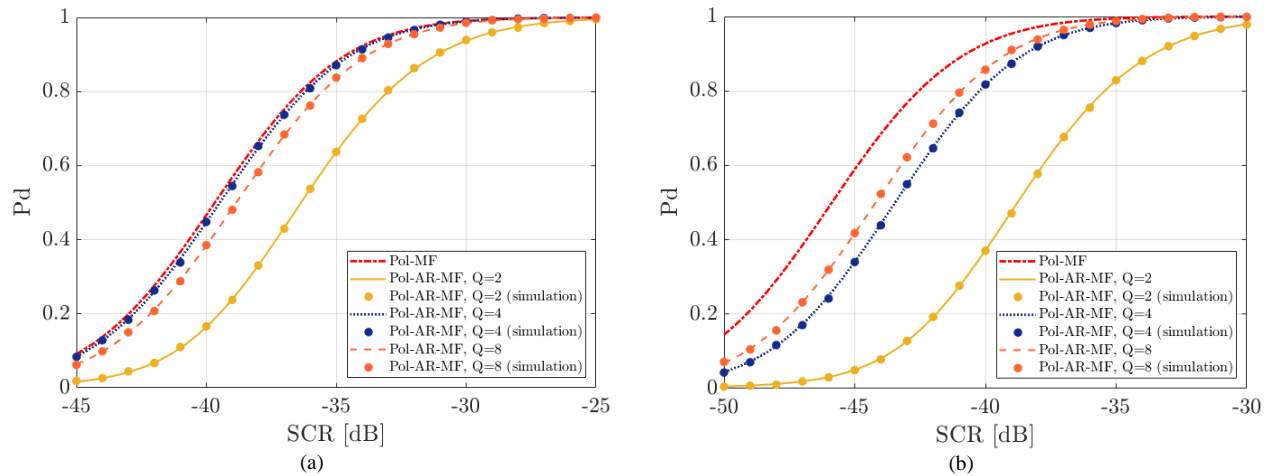 1
0.8
0.6
0.4
0.2
0
Pd
-45
-40
-35
-30
-25
SCR [dB]
Pol-MF
Pol-AR-MF, Q=2
Pol-AR-MF, Q=2 (simulation)
Pol-AR-MF, Q=4
Pol-AR-MF, Q=4 (simulation)
Pol-AR-MF, Q=8
Pol-AR-MF, Q=8 (simulation)
(a)
1
0.8
0.6
0.4
0.2
0
Pd
-50
-45
-40
-35
-30
SCR [dB]
Pol-MF
Pol-AR-MF, Q=2
Pol-AR-MF, Q=2 (simulation)
Pol-AR-MF, Q=4
Pol-AR-MF, Q=4 (simulation)
Pol-AR-MF, Q=8
Pol-AR-MF, Q=8 (simulation)
(b)